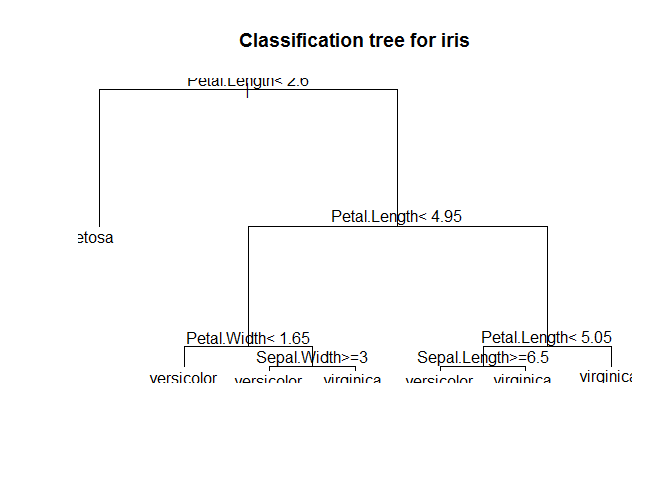 Classification tree for iris
Petal.Length< 2.6
Petal.Length< 4.95
etosa
Petal.Width< 1.65
Petal.Length< 5.05
Sepal.Width>=3
Sepal.Length>=6.5
versicolor
versicolor
virginica
versicolor
virginica
virginica